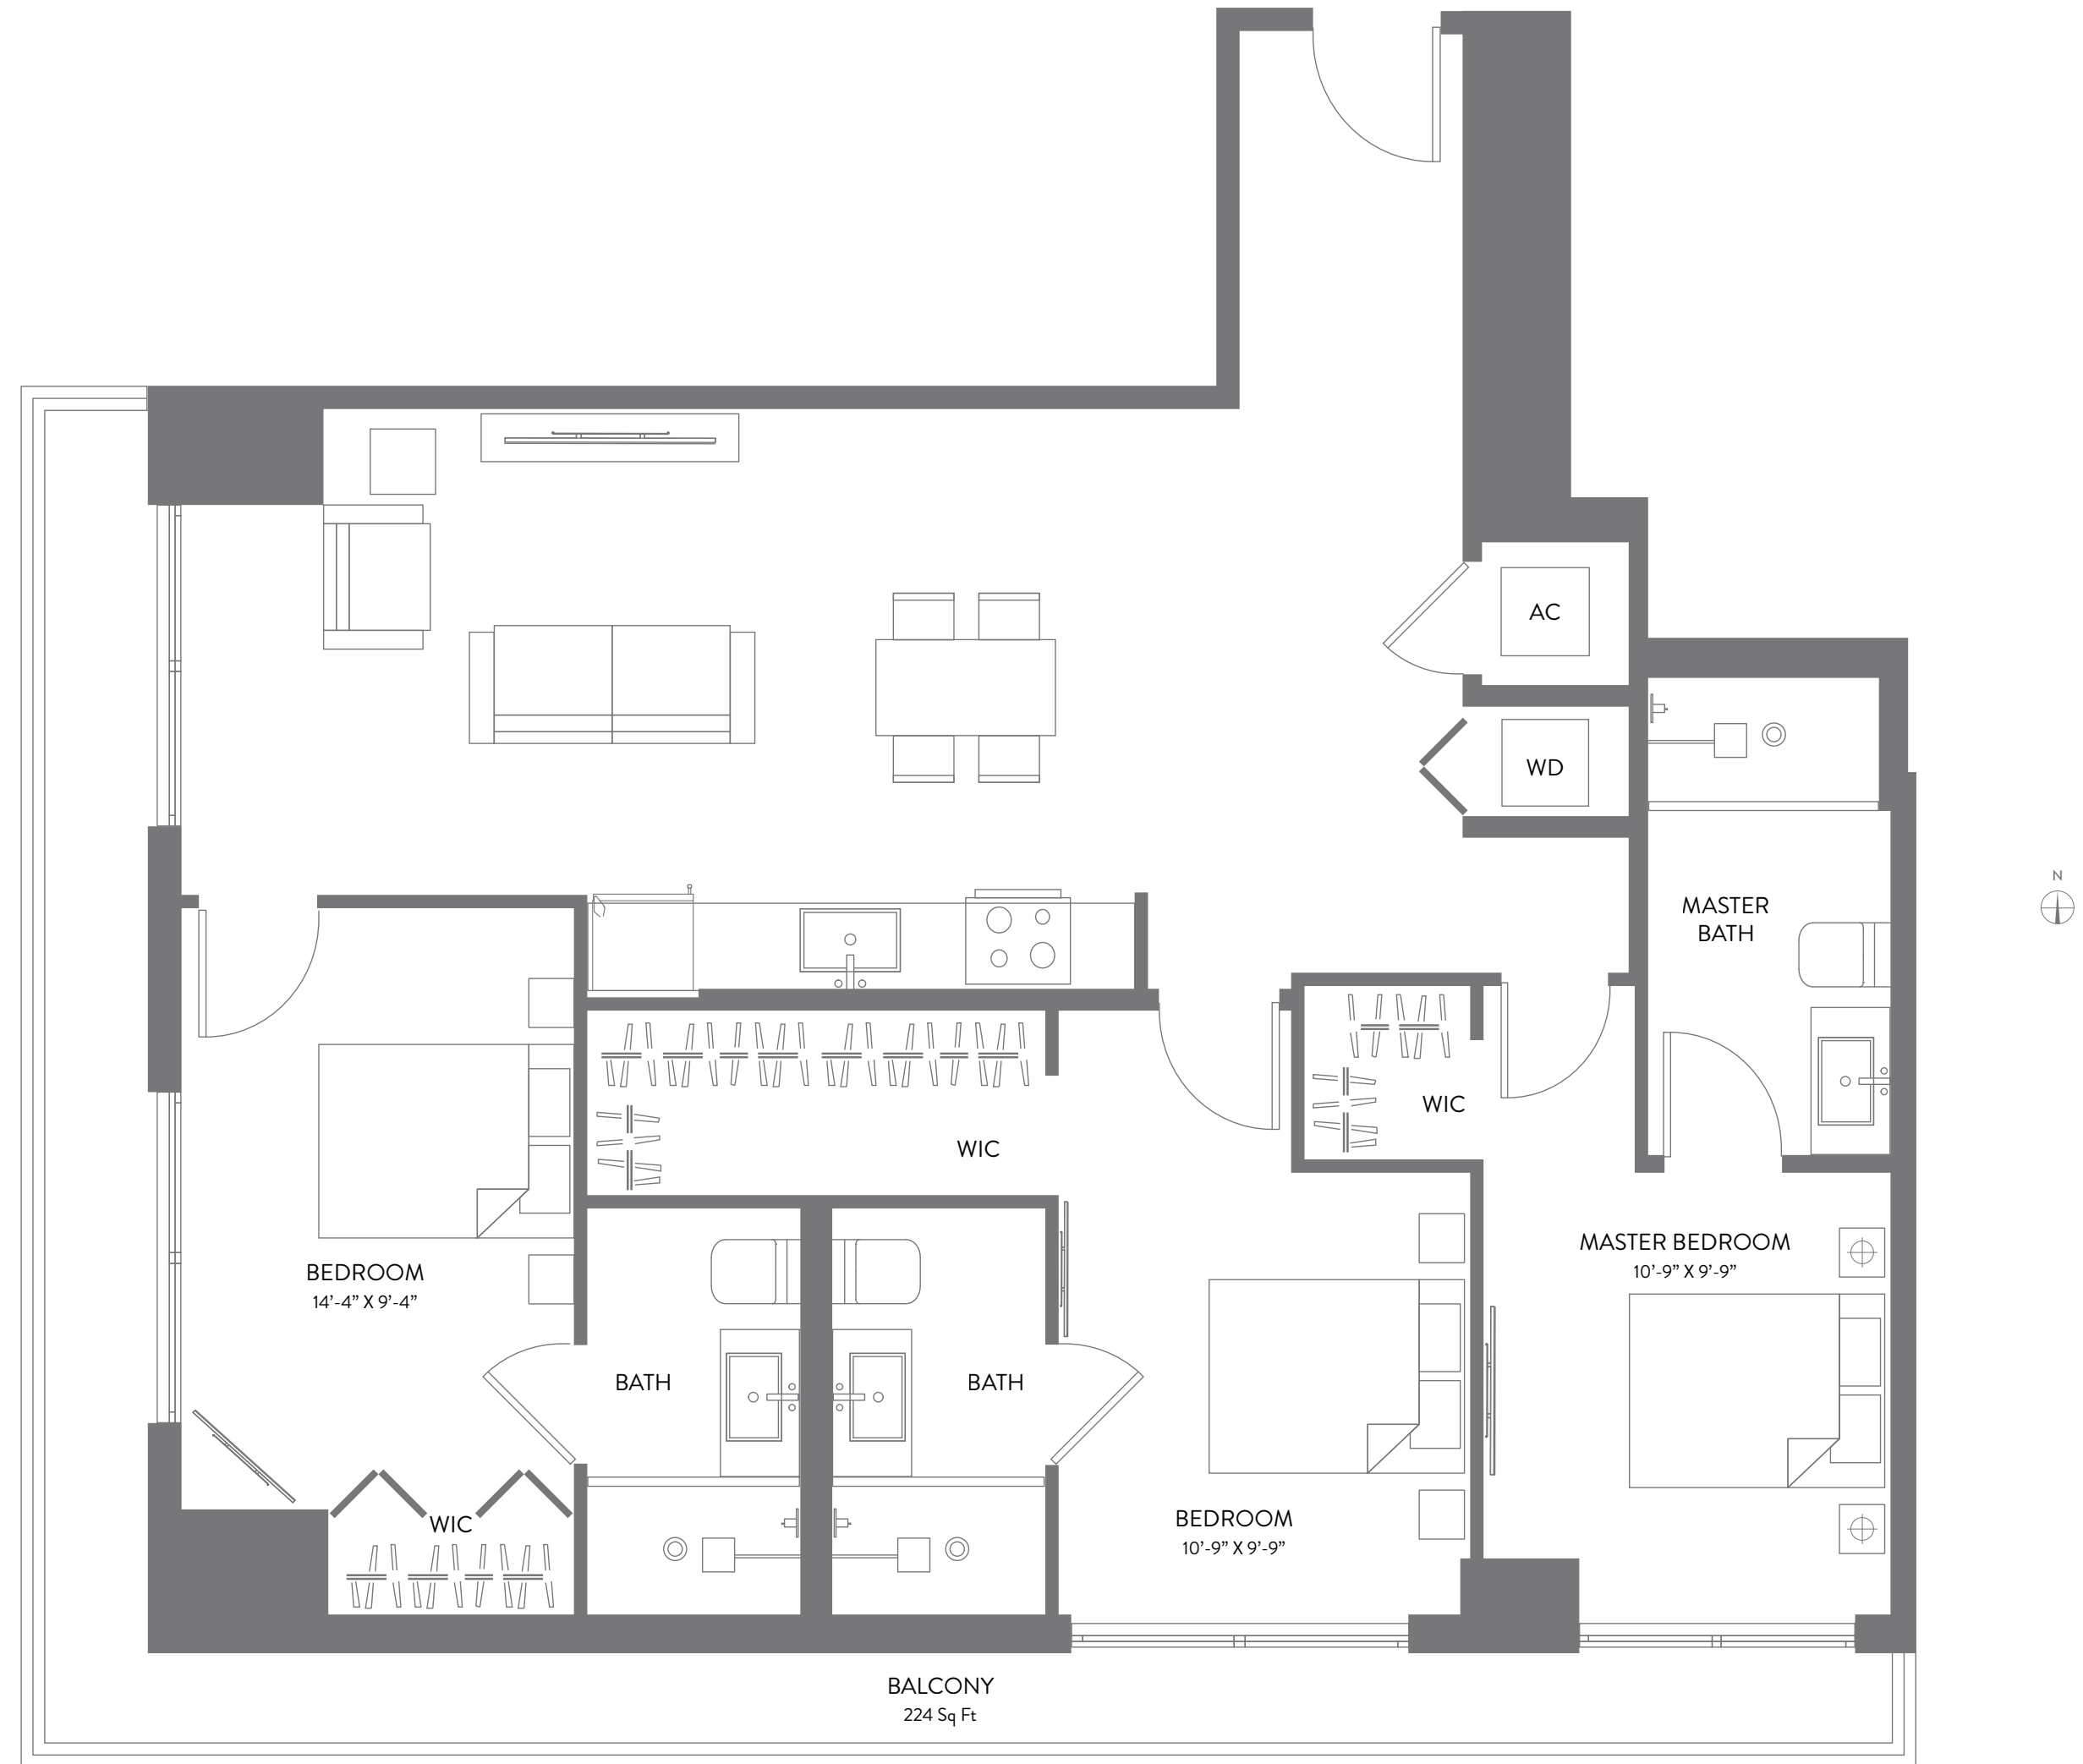 AC
WD
N
MASTER
BATH
WIC
WIC
MASTER BEDROOM
10’-9” X 9’-9”
BEDROOM
14’-4” X 9’-4”
BATH
BATH
WIC
BEDROOM
10’-9” X 9’-9”
BALCONY
224 Sq Ft